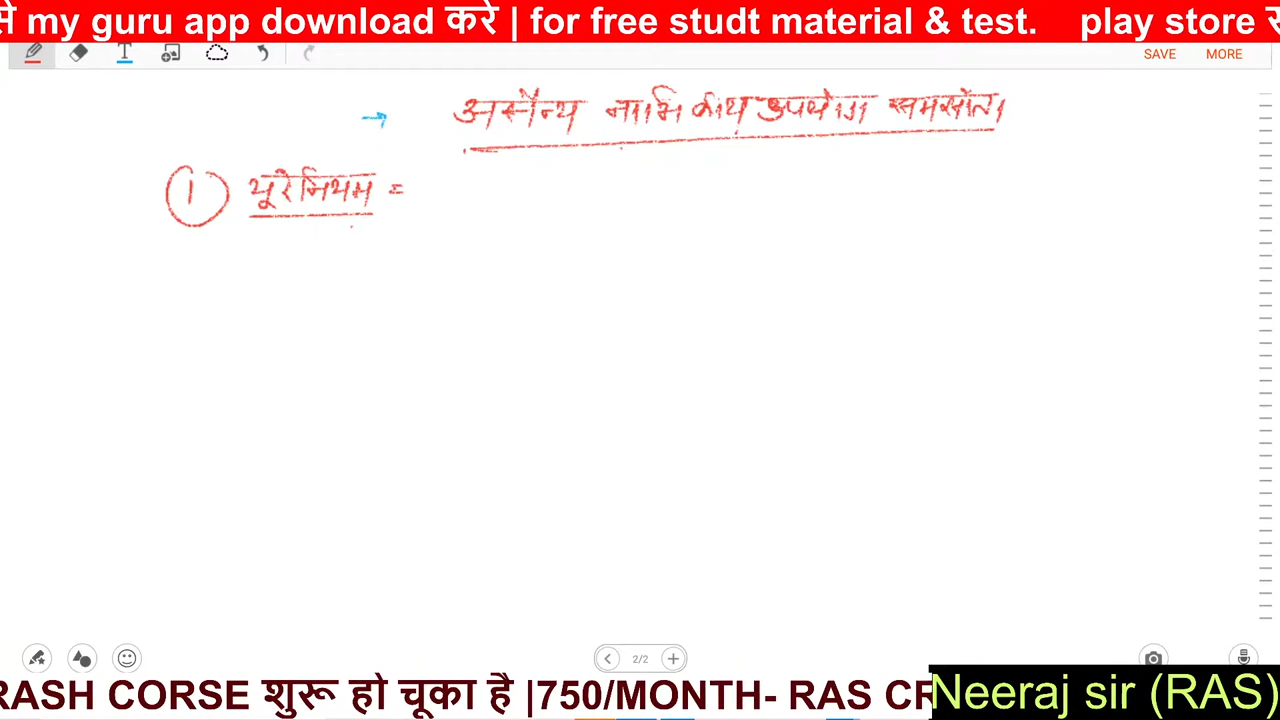 से my guru app download करे | for free studt material & test. play store स
SAVE MORE
→ असैन्य नाभिकीय उपयोग समझौता
1 यूरेनियम =
2/2
RASH CORSE शुरू हो चूका है |750/MONTH- RAS CR
Neeraj sir (RAS)